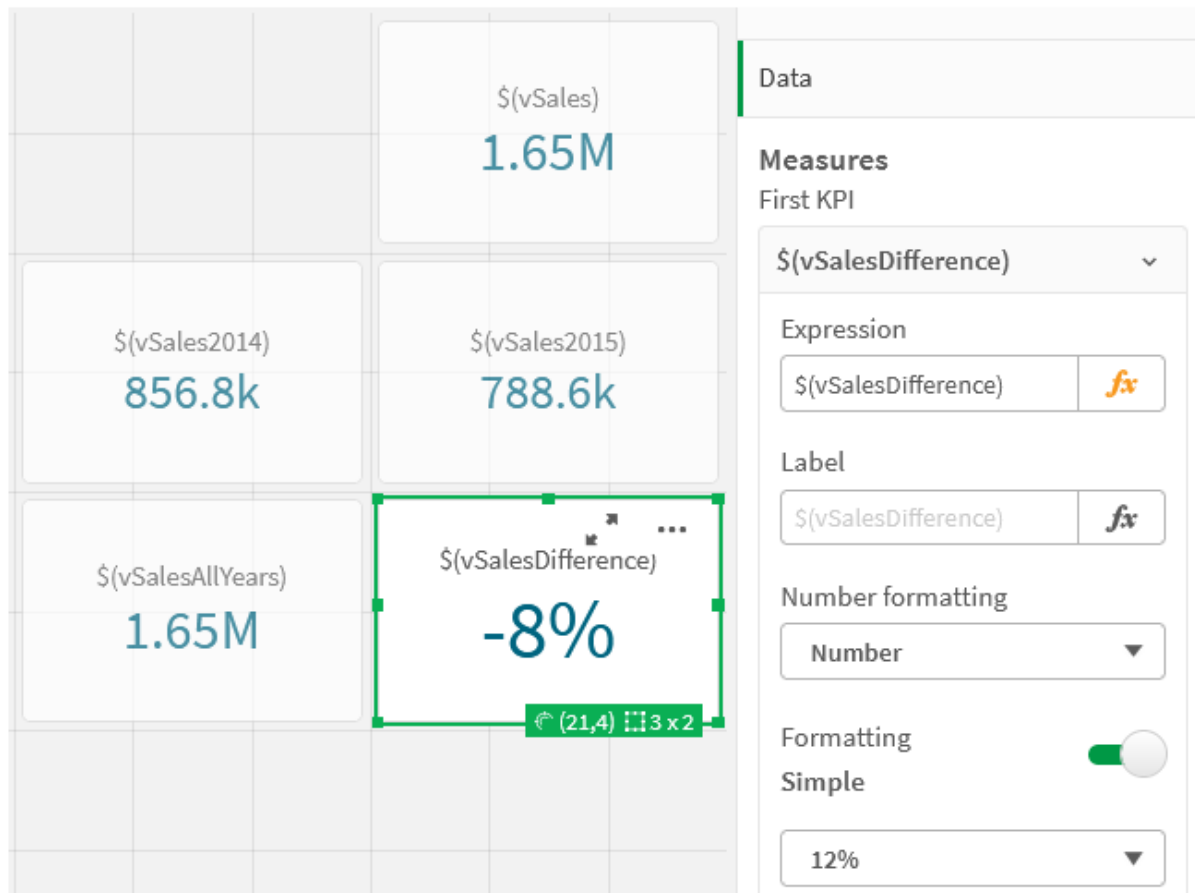 $(vSales)
1.65M
$(vSales2014)
856.8k
$(vSales2015)
788.6k
$(vSalesAllYears)
1.65M
$(vSalesDifference)
-8%
(21,4) 3 x 2
Data
Measures
First KPI
$(vSalesDifference)
Expression
$(vSalesDifference) fx
Label
$(vSalesDifference) fx
Number formatting
Number
Formatting
Simple
12%